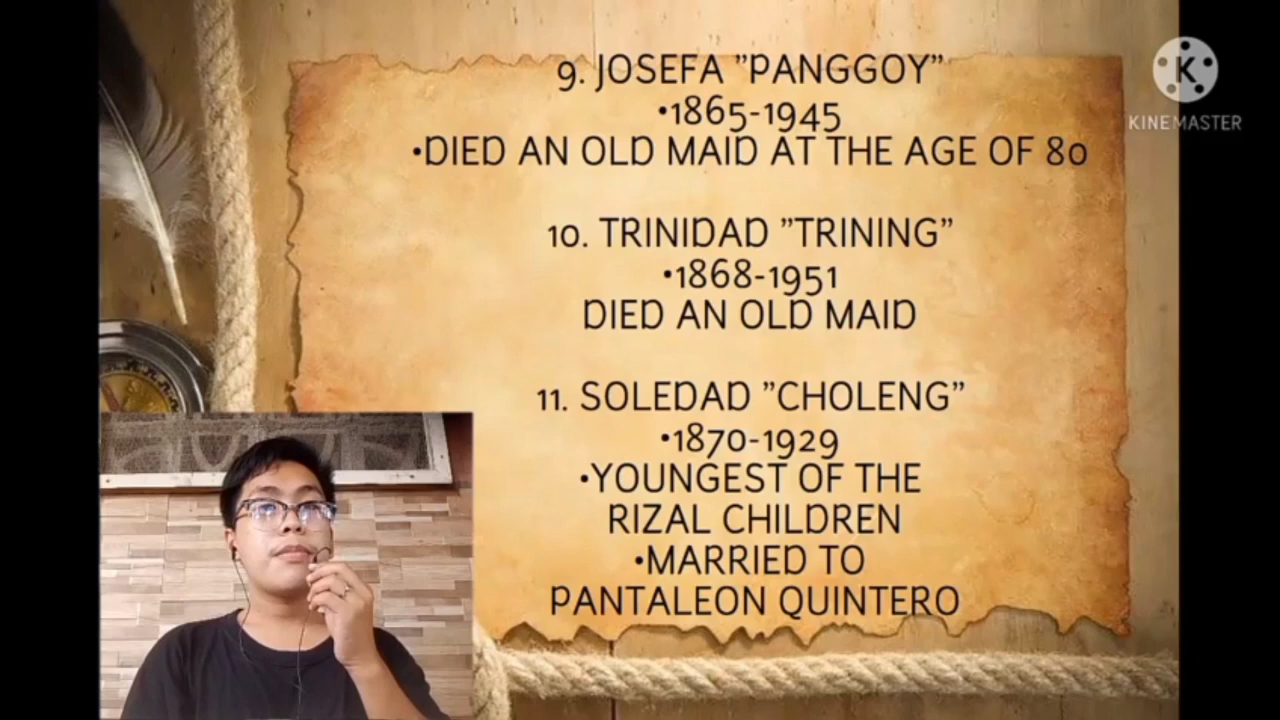 9. JOSEFA "PANGGOY"
•1865-1945
•DIED AN OLD MAID AT THE AGE OF 80
10. TRINIDAD "TRINING"
•1868-1951
DIED AN OLD MAID
11. SOLEDAD "CHOLENG"
•1870-1929
•YOUNGEST OF THE
RIZAL CHILDREN
•MARRIED TO
PANTALEON QUINTERO
K
KINEMASTER